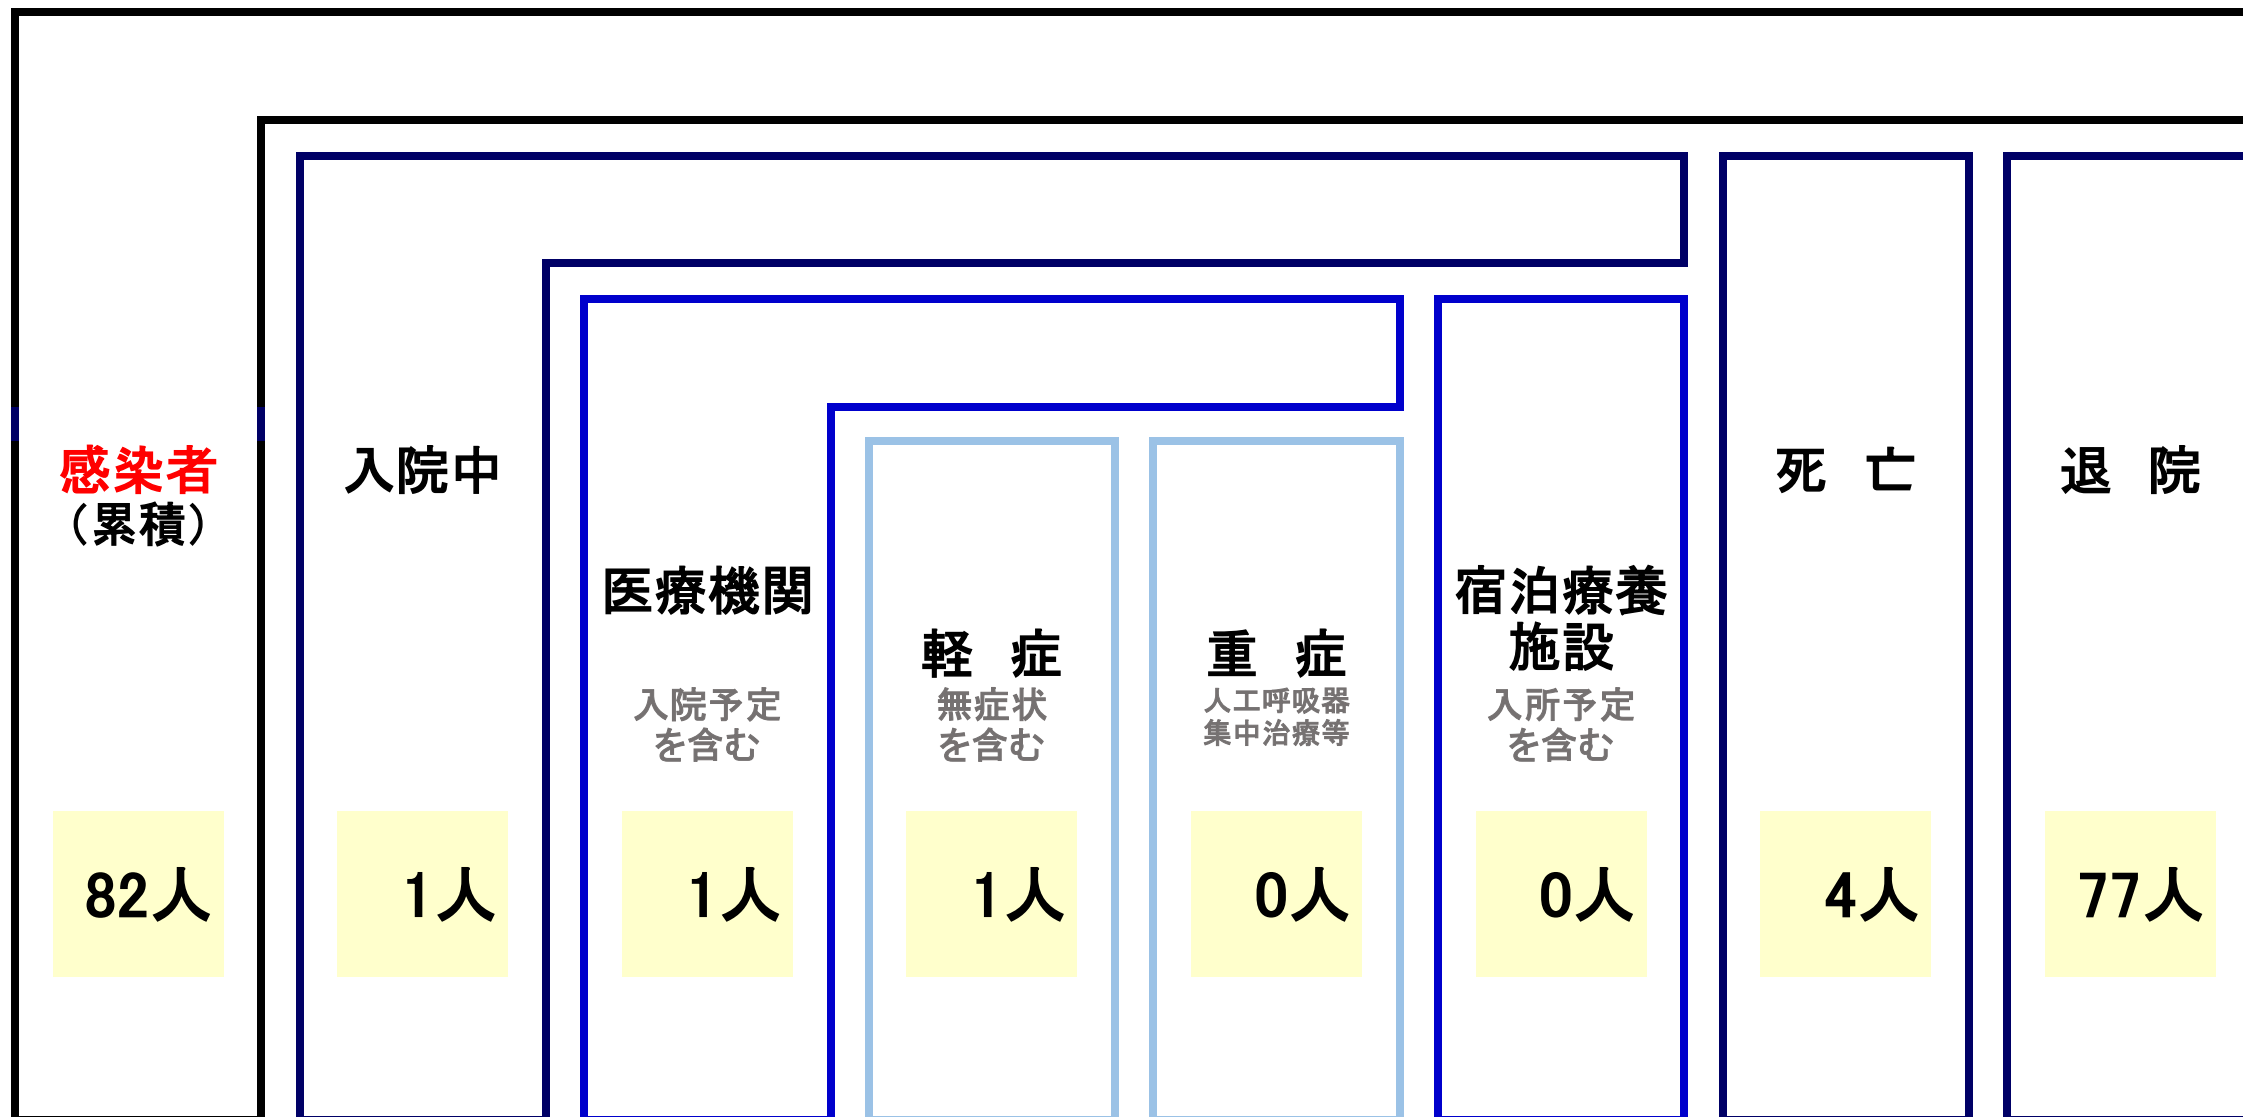 感染者
（累積）
82人
入院中
1人
医療機関
入院予定
を含む
1人
軽　症
無症状
を含む
1人
重　症
人工呼吸器
集中治療等
0人
宿泊療養
施設
入所予定
を含む
0人
死　亡
4人
退　院
77人